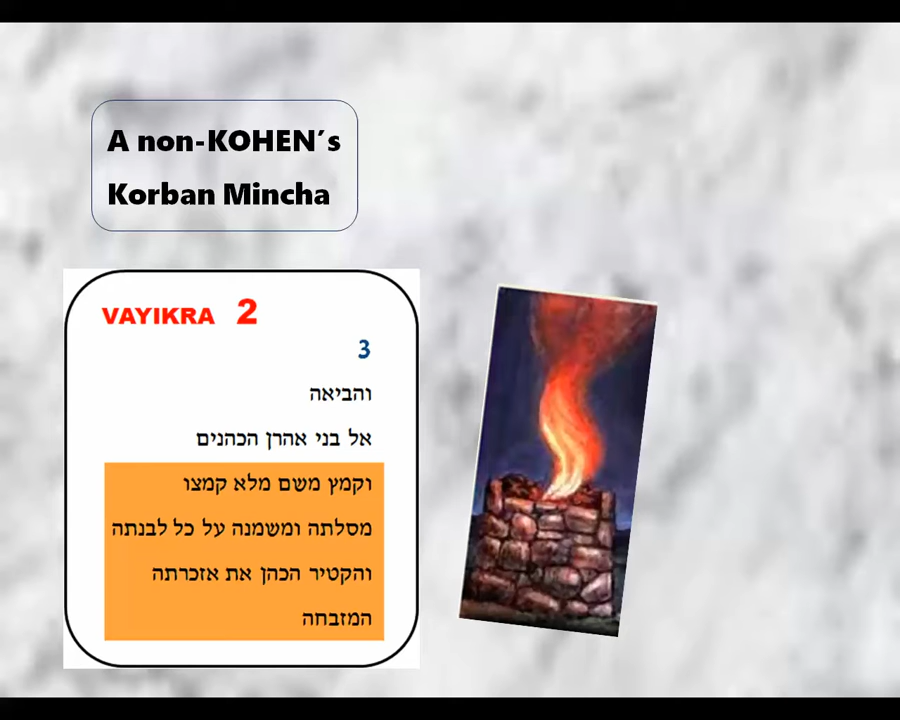 A non-KOHEN's
Korban Mincha
VAYIKRA 2
3
והביאה
אל בני אהרן הכהנים
וקמץ משם מלא קמצו
מסלתה ומשמנה על כל לבנתה
והקטיר הכהן את אזכרתה
המזבחה